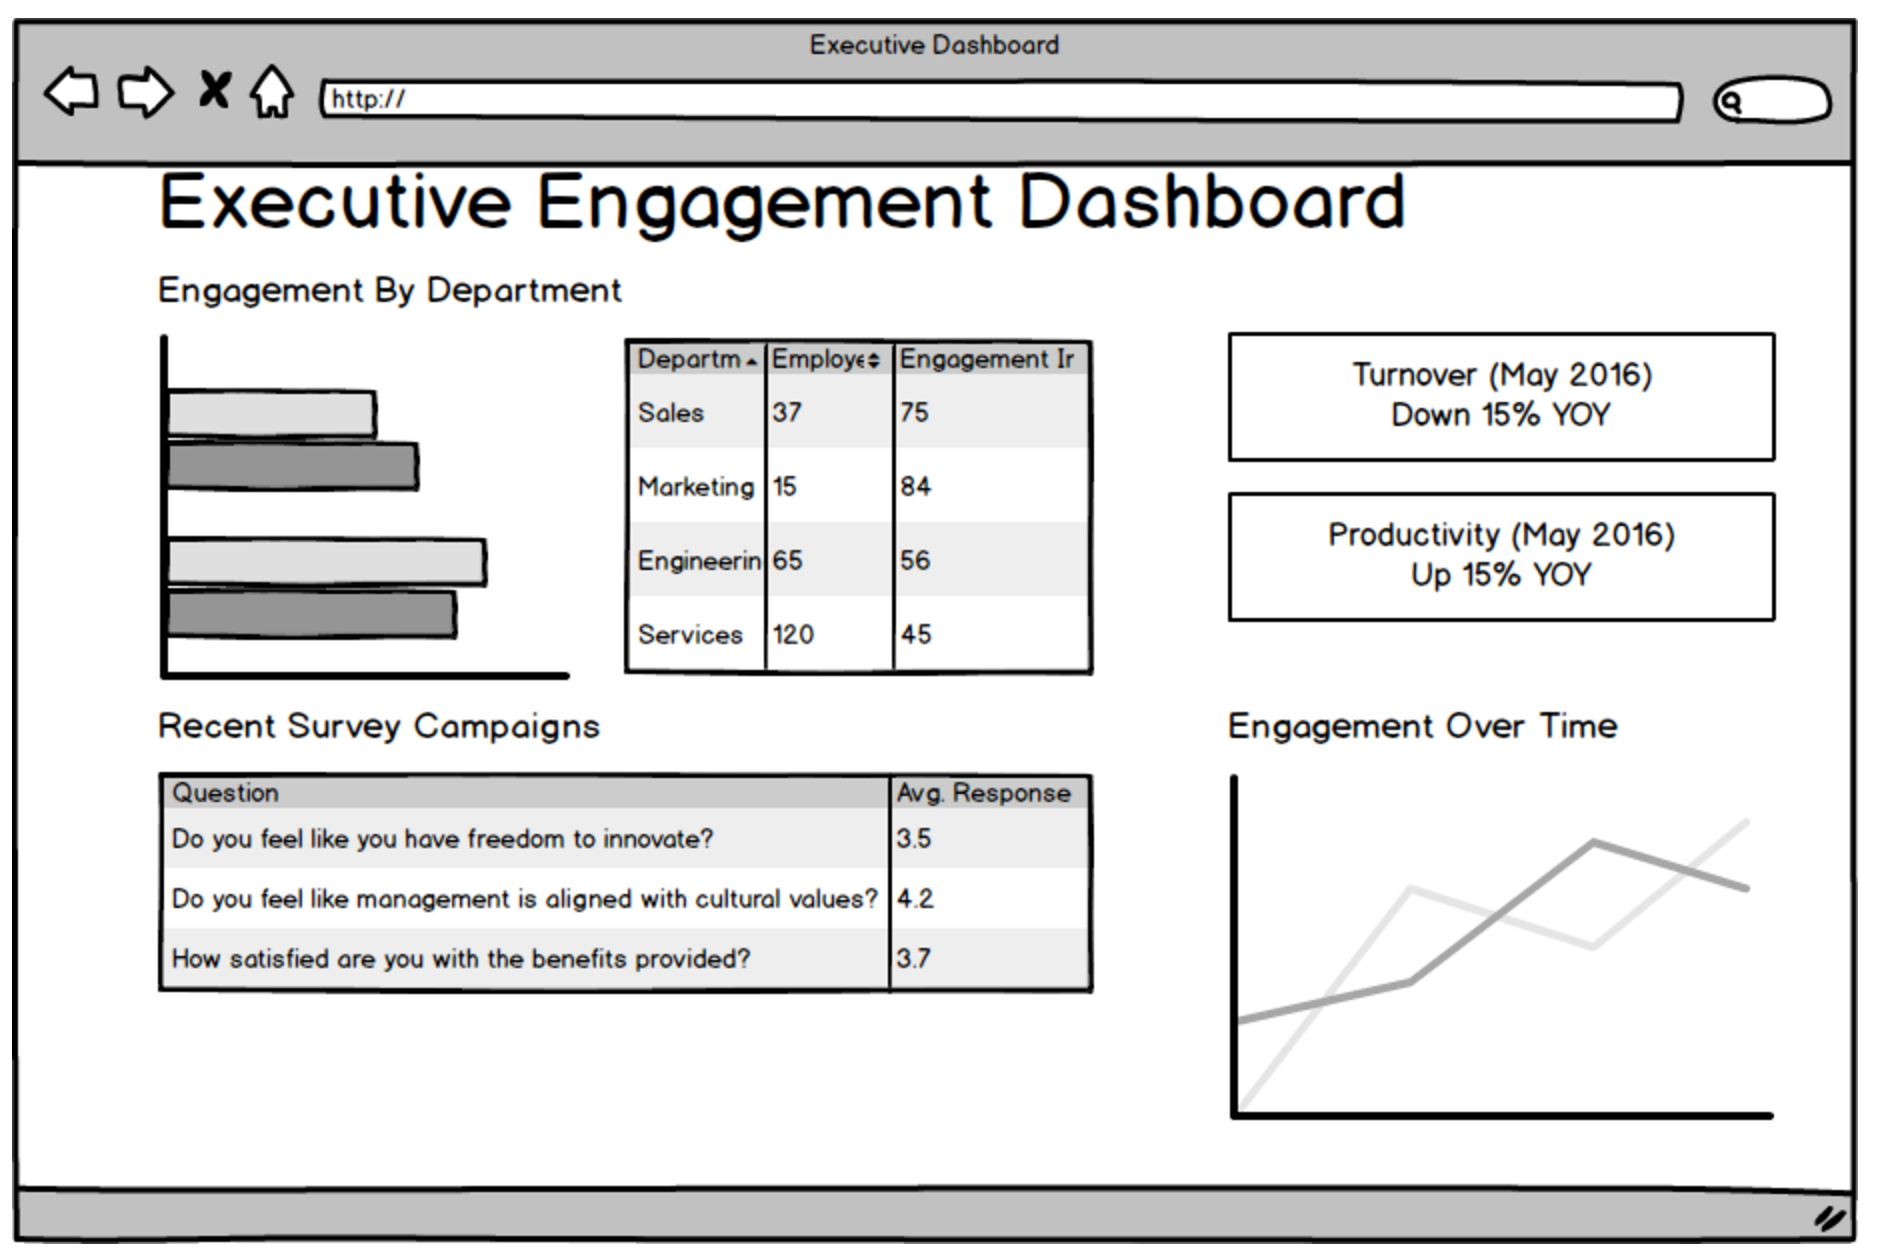 Executive Dashboard
http://
Executive Engagement Dashboard
Engagement By Department
Departm Employe Engagement Ir
Sales 37 75
Marketing 15 84
Engineerin 65 56
Services 120 45
Turnover (May 2016)
Down 15% YOY
Productivity (May 2016)
Up 15% YOY
Recent Survey Campaigns
Question Avg. Response
Do you feel like you have freedom to innovate? 3.5
Do you feel like management is aligned with cultural values? 4.2
How satisfied are you with the benefits provided? 3.7
Engagement Over Time